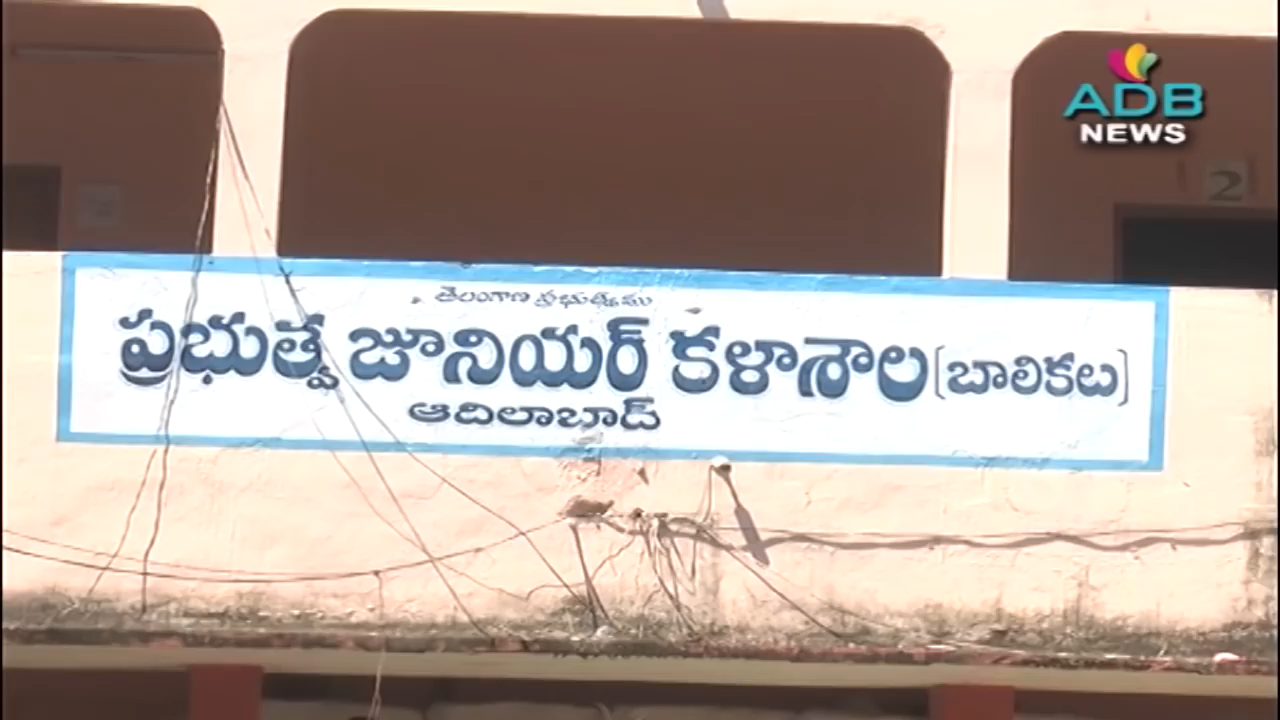 ADB
NEWS
2
తెలంగాణ ప్రభుత్వము
ప్రభుత్వ జూనియర్ కళాశాల (బాలికలు)
ఆదిలాబాద్